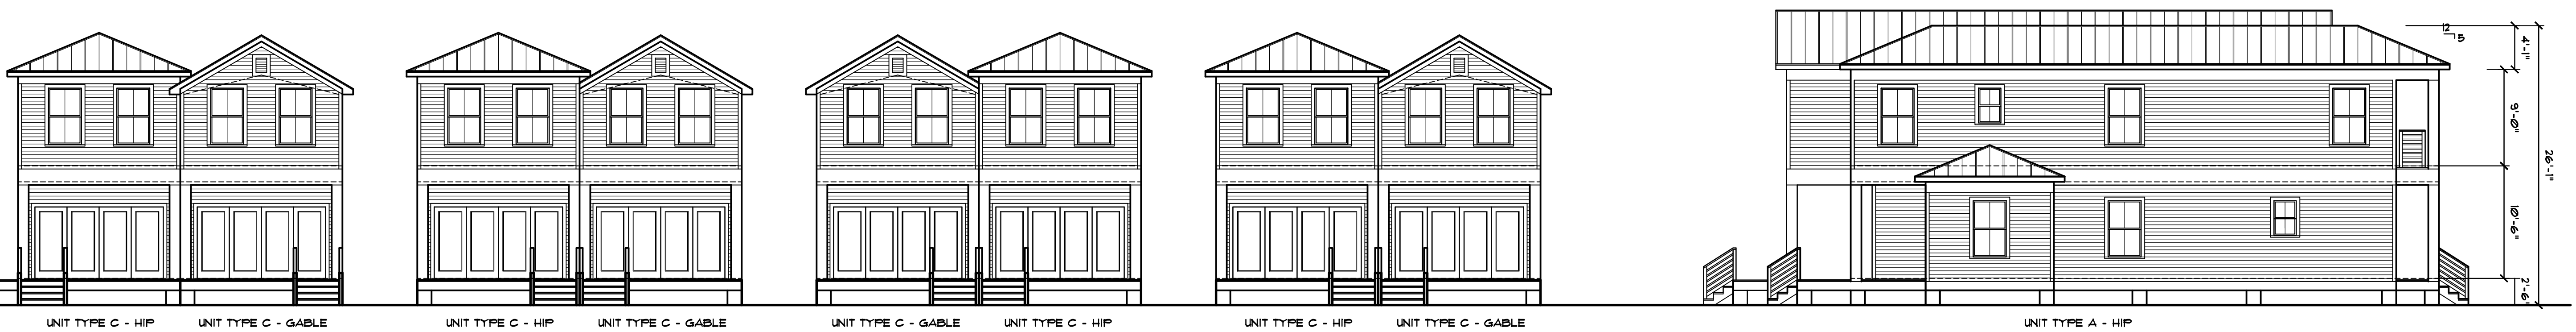 12
5
4'-1"
9'-0"
26'-1"
10'-6"
2'-6"
UNIT TYPE C - HIP
UNIT TYPE C - GABLE
UNIT TYPE C - HIP
UNIT TYPE C - GABLE
UNIT TYPE C - GABLE
UNIT TYPE C - HIP
UNIT TYPE C - HIP
UNIT TYPE C - GABLE
UNIT TYPE A - HIP